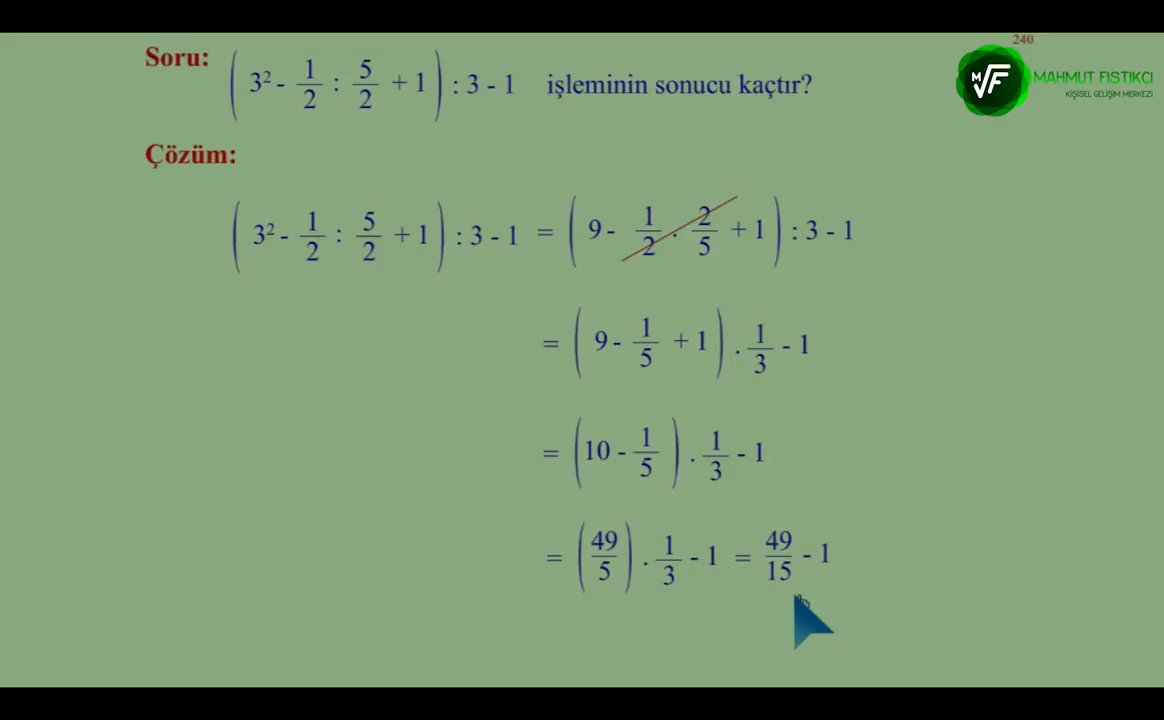 240
Soru: ( 3² - 1/2 : 5/2 + 1 ) : 3 - 1 işleminin sonucu kaçtır?
MAHMUT FISTIKCI
KİŞİSEL GELİŞİM MERKEZİ
Çözüm:
( 3² - 1/2 : 5/2 + 1 ) : 3 - 1 = ( 9 - 1/2 . 2/5 + 1 ) : 3 - 1
= ( 9 - 1/5 + 1 ) . 1/3 - 1
= ( 10 - 1/5 ) . 1/3 - 1
= ( 49/5 ) . 1/3 - 1 = 49/15 - 1